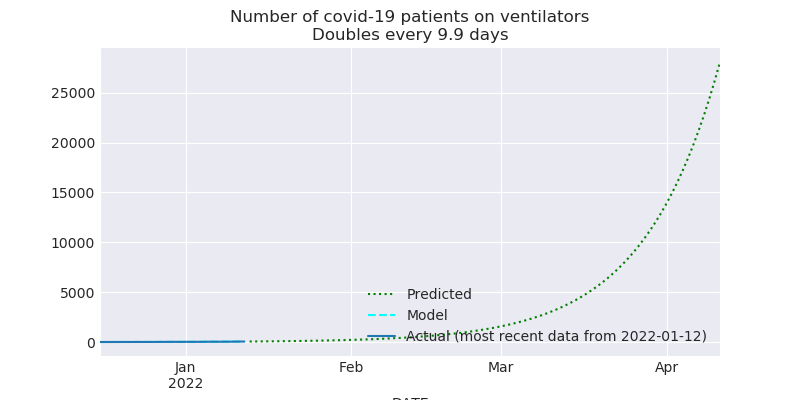 Number of covid-19 patients on ventilators
Doubles every 9.9 days
25000
20000
15000
10000
5000
0
Predicted
Model
Actual (most recent data from 2022-01-12)
Jan
2022
Feb
Mar
Apr
DATE